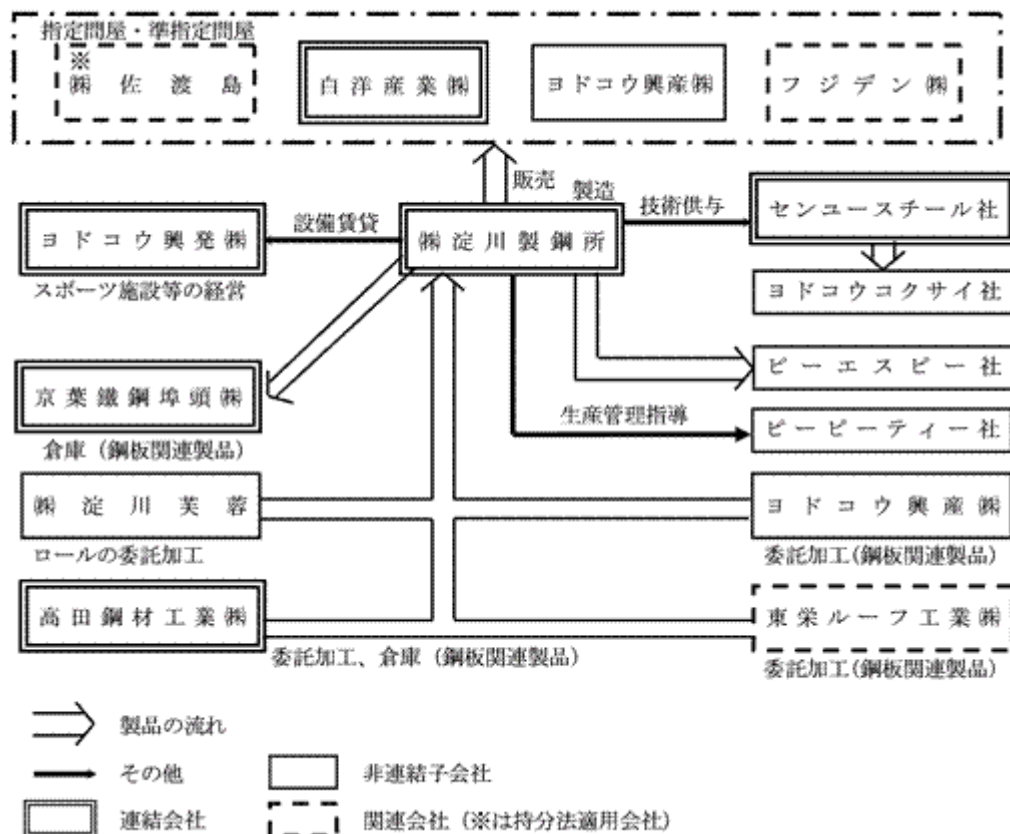 指定問屋・準指定問屋
※
㈱佐渡島
白洋産業㈱
ヨドコウ興産㈱
フジデン㈱
販売
製造
技術供与
設備賃貸
ヨドコウ興発㈱
㈱淀川製鋼所
センユースチール社
スポーツ施設等の経営
ヨドコウコクサイ社
京葉鐵鋼埠頭㈱
ピーエスピー社
倉庫（鋼板関連製品）
生産管理指導
ピーピーティー社
㈱淀川芙蓉
ヨドコウ興産㈱
ロールの委託加工
委託加工(鋼板関連製品)
高田鋼材工業㈱
東栄ルーフ工業㈱
委託加工、倉庫（鋼板関連製品）
委託加工(鋼板関連製品)
製品の流れ
その他
非連結子会社
連結会社
関連会社（※は持分法適用会社）